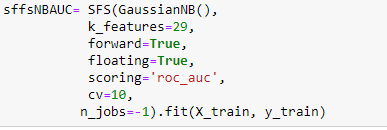 sffsNBAUC= SFS(GaussianNB(),
k_features=29,
forward=True,
floating=True,
scoring='roc_auc',
cv=10,
n_jobs=-1).fit(X_train, y_train)